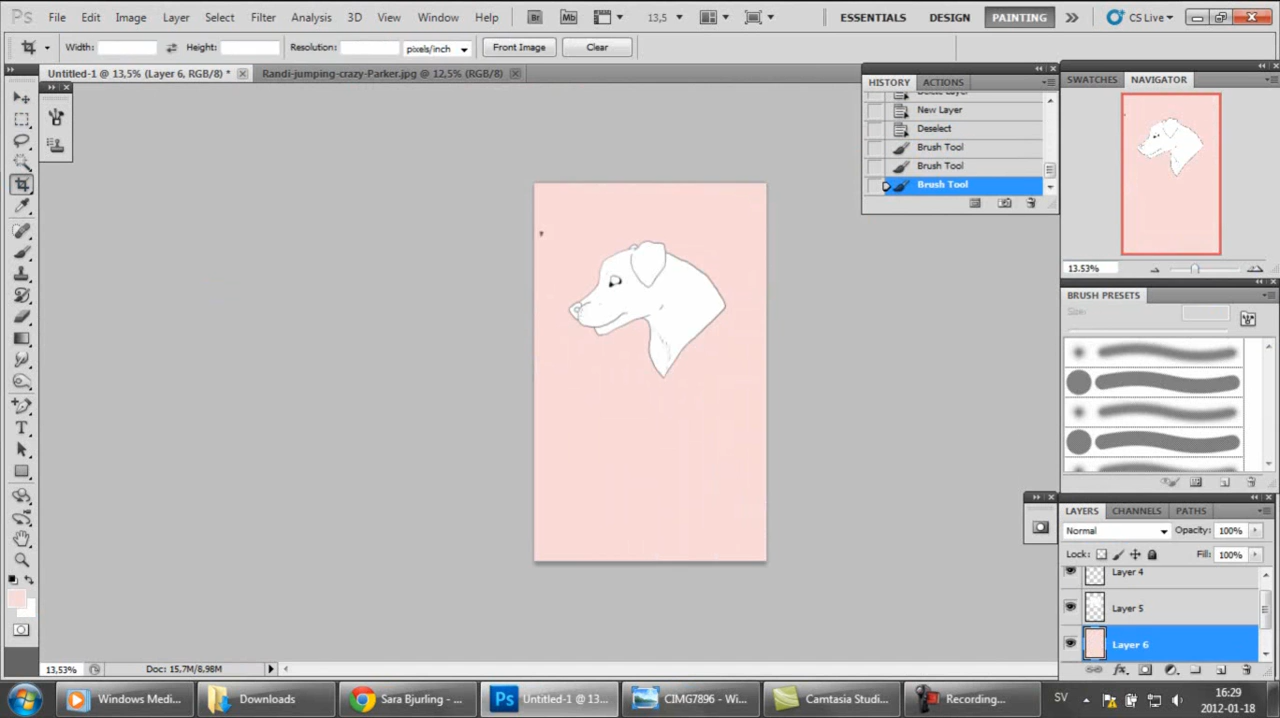 Ps File Edit Image Layer Select Filter Analysis 3D View Window Help Br Mb 13,5 ESSENTIALS DESIGN PAINTING CS Live
Width: Height: Resolution: pixels/inch Front Image Clear
Untitled-1 @ 13,5% (Layer 6, RGB/8) * Randi-jumping-crazy-Parker.jpg @ 12,5% (RGB/8)
HISTORY ACTIONS
Delete Layer
New Layer
Deselect
Brush Tool
Brush Tool
Brush Tool
SWATCHES NAVIGATOR
13.53%
BRUSH PRESETS
Size:
LAYERS CHANNELS PATHS
Normal Opacity: 100%
Lock: Fill: 100%
Layer 4
Layer 5
Layer 6
13,53% Doc: 15,7M/8,98M
Windows Medi... Downloads Sara Bjurling - ... Ps Untitled-1 @ 13... CIMG7896 - Wi... Camtasia Studi... Recording... SV 16:29
2012-01-18